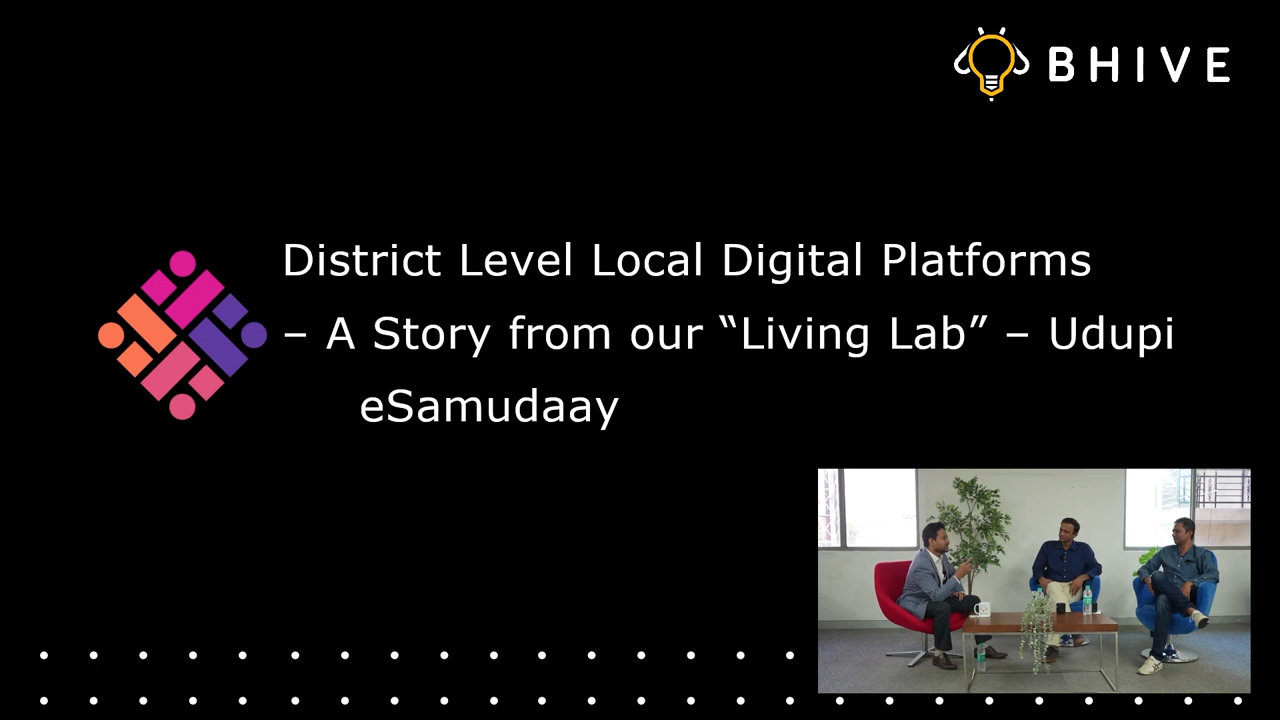 BHIVE
District Level Local Digital Platforms
– A Story from our “Living Lab” – Udupi
eSamudaay